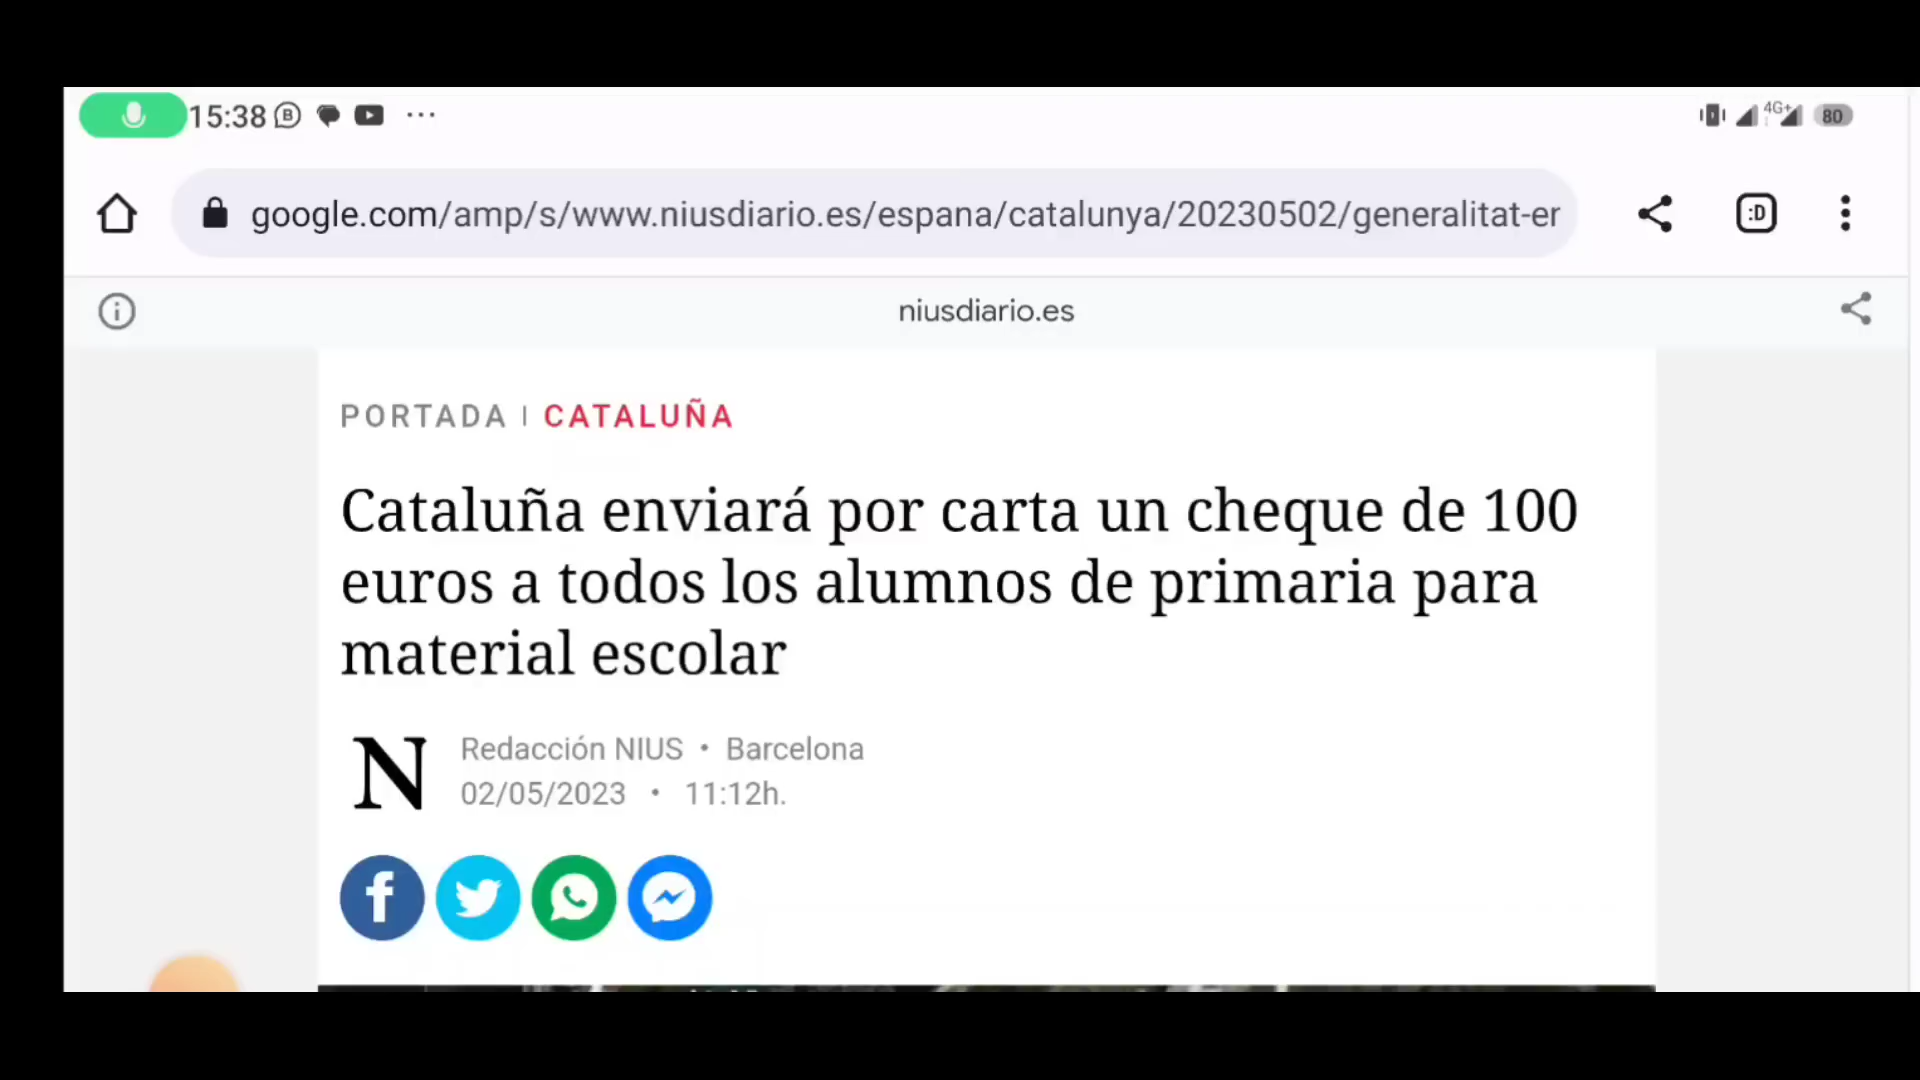 15:38 B ... 4G+ 80
google.com/amp/s/www.niusdiario.es/espana/catalunya/20230502/generalitat-er
:D
niusdiario.es
PORTADA | CATALUÑA
Cataluña enviará por carta un cheque de 100
euros a todos los alumnos de primaria para
material escolar
N
Redacción NIUS • Barcelona
02/05/2023 • 11:12h.